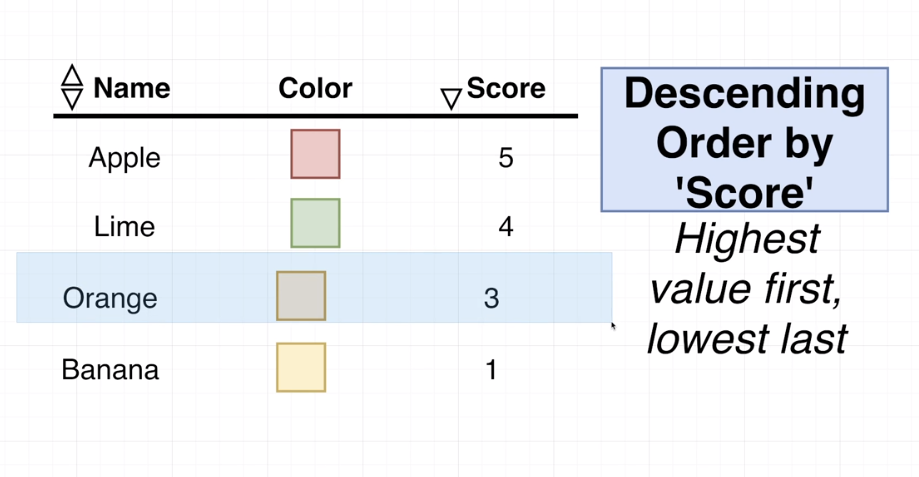 Name Color Score
Apple 5
Lime 4
Orange 3
Banana 1
Descending
Order by
'Score'
Highest
value first,
lowest last